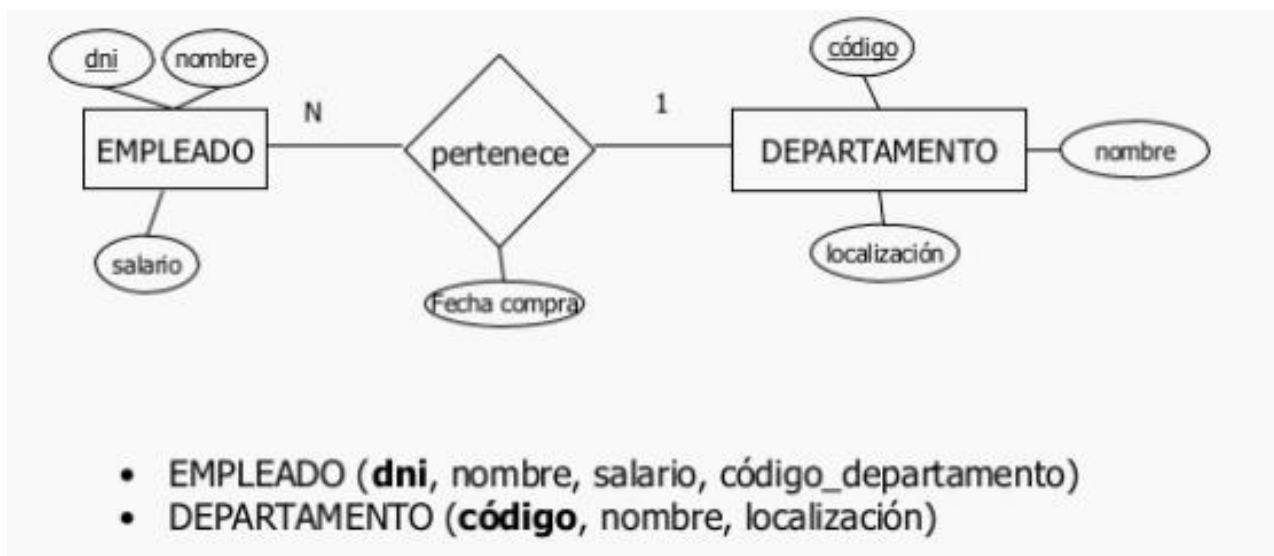 dni
nombre
código
N
1
EMPLEADO
pertenece
DEPARTAMENTO
nombre
salario
localización
Fecha compra
• EMPLEADO (dni, nombre, salario, código_departamento)
• DEPARTAMENTO (código, nombre, localización)